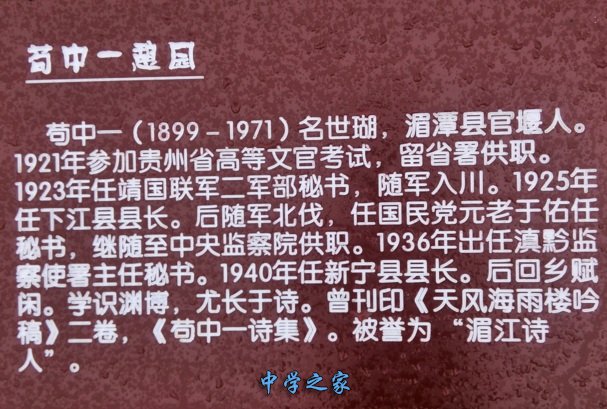 苟中一趣园
苟中一（1899－1971）名世瑚，湄潭县官堰人。
1921年参加贵州省高等文官考试，留省署供职。
1923年任靖国联军二军部秘书，随军入川。1925年
任下江县县长。后随军北伐，任国民党元老于佑任
秘书，继随至中央监察院供职。1936年出任滇黔监
察使署主任秘书。1940年任新宁县县长。后回乡赋
闲。学识渊博，尤长于诗。曾刊印《天风海雨楼吟
稿》二卷，《苟中一诗集》。被誉为“湄江诗
人”。
中学之家